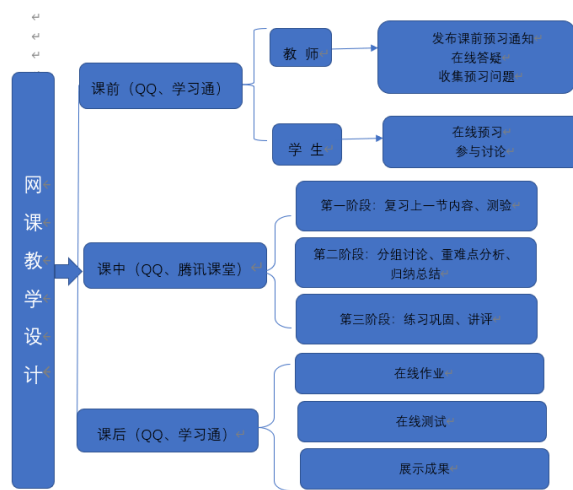 网课教学设计
课前（QQ、学习通）
教 师
发布课前预习通知
在线答疑
收集预习问题
学 生
在线预习
参与讨论
课中（QQ、腾讯课堂）
第一阶段：复习上一节内容、测验
第二阶段：分组讨论、重难点分析、
归纳总结
第三阶段：练习巩固、讲评
课后（QQ、学习通）
在线作业
在线测试
展示成果